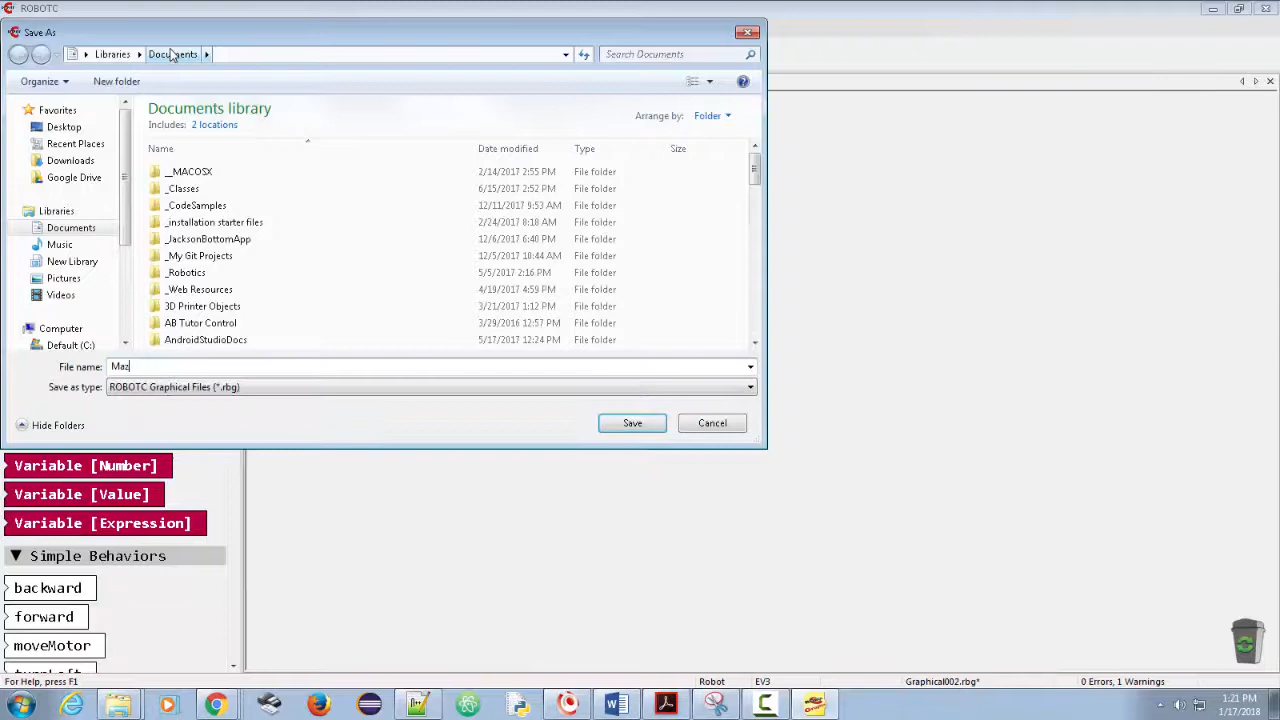 ROBOTC
Save As
Libraries
Documents
Search Documents
Organize
New folder
Favorites
Desktop
Recent Places
Downloads
Google Drive
Libraries
Documents
Music
New Library
Pictures
Videos
Computer
Default (C:)
Documents library
Includes: 2 locations
Arrange by: Folder
Name Date modified Type Size
__MACOSX 2/14/2017 2:55 PM File folder
_Classes 6/15/2017 2:52 PM File folder
_CodeSamples 12/11/2017 9:53 AM File folder
_installation starter files 2/24/2017 8:18 AM File folder
_JacksonBottomApp 12/6/2017 6:40 PM File folder
_My Git Projects 12/5/2017 10:44 AM File folder
_Robotics 5/5/2017 2:16 PM File folder
_Web Resources 4/19/2017 4:59 PM File folder
3D Printer Objects 3/21/2017 1:12 PM File folder
AB Tutor Control 3/29/2016 12:57 PM File folder
AndroidStudioDocs 5/17/2017 12:24 PM File folder
File name: Maz
Save as type: ROBOTC Graphical Files (*.rbg)
Hide Folders
Save
Cancel
Variable [Number]
Variable [Value]
Variable [Expression]
Simple Behaviors
backward
forward
moveMotor
turnLeft
For Help, press F1
Robot
EV3
Graphical002.rbg*
0 Errors, 1 Warnings
1:21 PM
1/17/2018